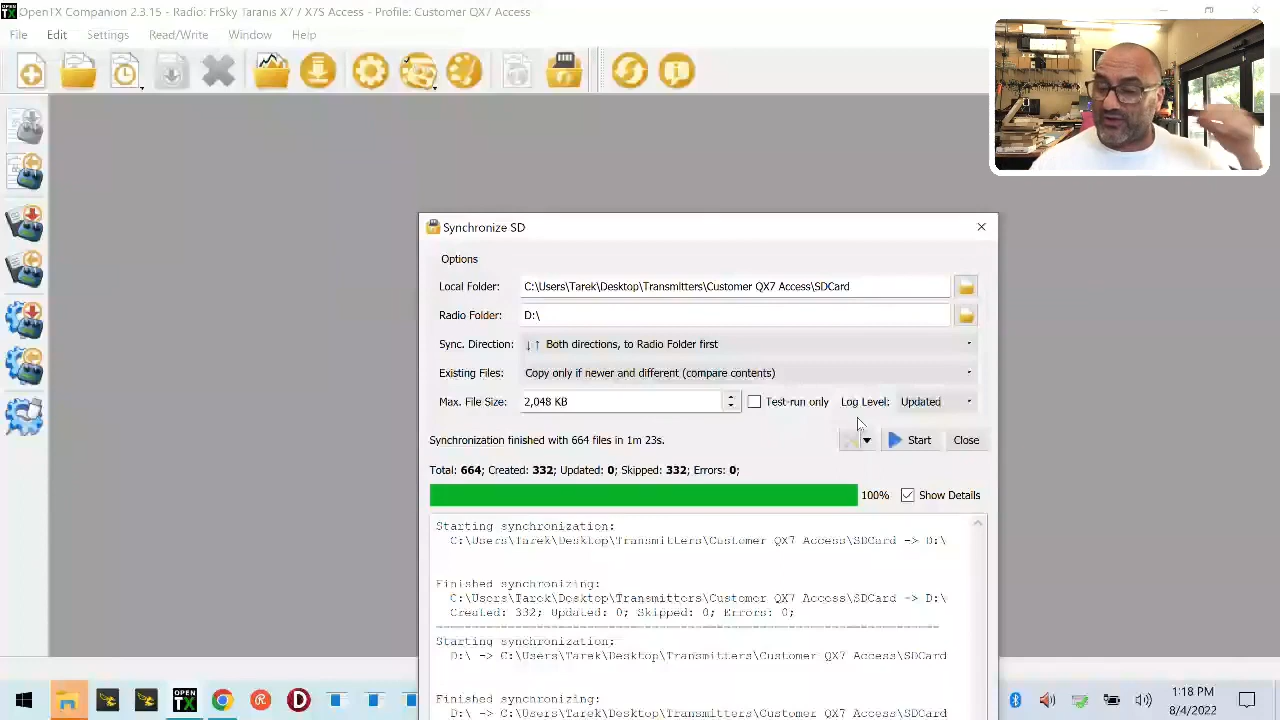 OpenTX Companion 2.3.15 - Radio: FrSky Taranis X7 / X7S Access - Profile: Customer QX7 Access
File Edit Settings Read/Write Window
Synchronize SD
Options
Local Folder: C:\Users\Tarek\Desktop\Transmitters\Customer QX7 Access\SDCard
Radio Folder: D:\
Sync. Direction: ↓↑ Both directions, to Radio Folder first
Existing Files: Copy only if newer and different (compare contents)
Max. File Size: 2,048 KB Test-run only Log Level: Updated
Synchronization finished with 664 files in 1m 23s. Start Close
Total: 664; Created: 332; Updated: 0; Skipped: 332; Errors: 0;
100% Show Details
Starting synchronization:
C:\Users\Tarek\Desktop\Transmitters\Customer QX7 Access\SDCard -> D:\
Finished synchronizing:
C:\Users\Tarek\Desktop\Transmitters\Customer QX7 Access\SDCard -> D:\
Created: 332; Updated: 0; Skipped: 0; Errors: 0;
Starting synchronization:
D:\ -> C:\Users\Tarek\Desktop\Transmitters\Customer QX7 Access\SDCard
Finished synchronizing:
D:\ -> C:\Users\Tarek\Desktop\Transmitters\Customer QX7 Access\SDCard
OPEN TX
1:18 PM
8/4/2022